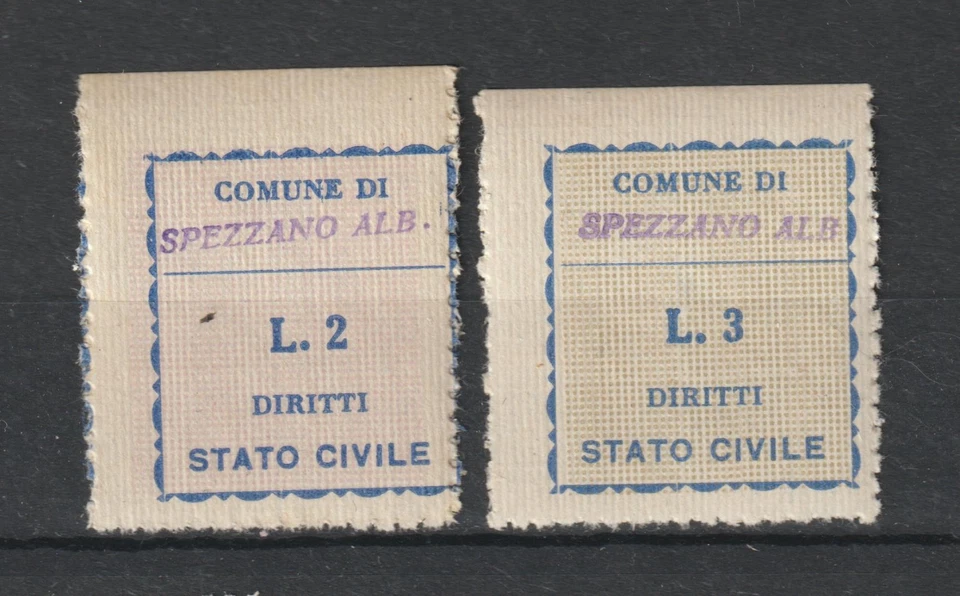 COMUNE DI
SPEZZANO ALB.
L. 2
DIRITTI
STATO CIVILE
COMUNE DI
SPEZZANO ALB
L. 3
DIRITTI
STATO CIVILE